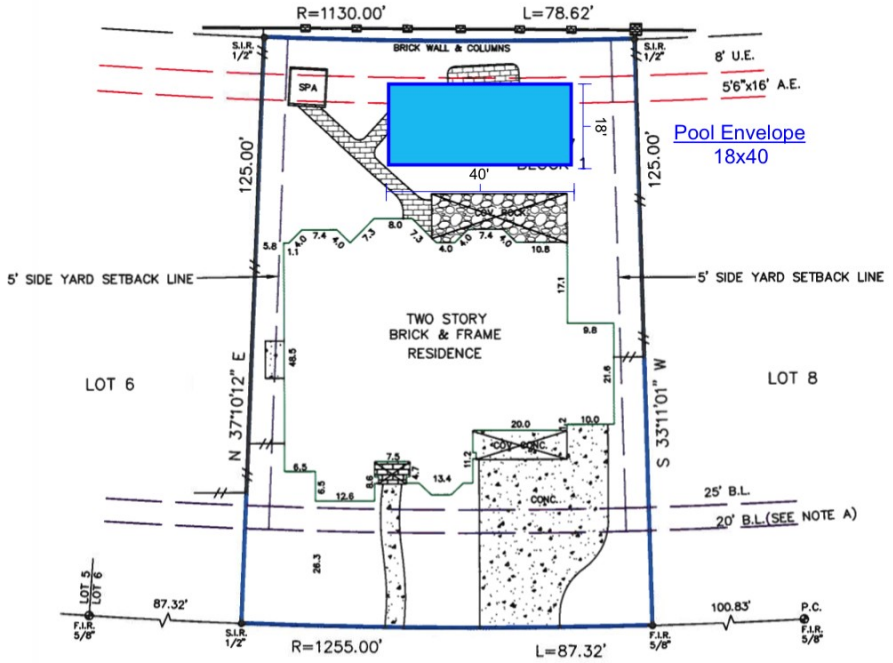 R=1130.00'
L=78.62'
S.I.R.
1/2"
BRICK WALL & COLUMNS
S.I.R.
1/2"
8' U.E.
5'6"x16' A.E.
SPA
18'
Pool Envelope
18x40
125.00'
125.00'
1
40'
COV. ROCK
5.8
1.1
4.0
7.4
4.0
7.3
8.0
7.3
4.0
4.0
7.4
4.0
10.8
5' SIDE YARD SETBACK LINE
5' SIDE YARD SETBACK LINE
17.1
TWO STORY
BRICK & FRAME
RESIDENCE
9.8
48.5
21.6
LOT 6
LOT 8
N 37°10'12" E
S 33°11'01" W
20.0
1.2
10.0
COV. CONC.
11.2
7.5
4.7
8.6
13.4
6.5
6.5
12.6
CONC.
25' B.L.
20' B.L.(SEE NOTE A)
26.3
LOT 5
LOT 6
87.32'
100.83'
P.C.
F.I.R.
5/8"
S.I.R.
1/2"
F.I.R.
5/8"
F.I.R.
5/8"
R=1255.00'
L=87.32'